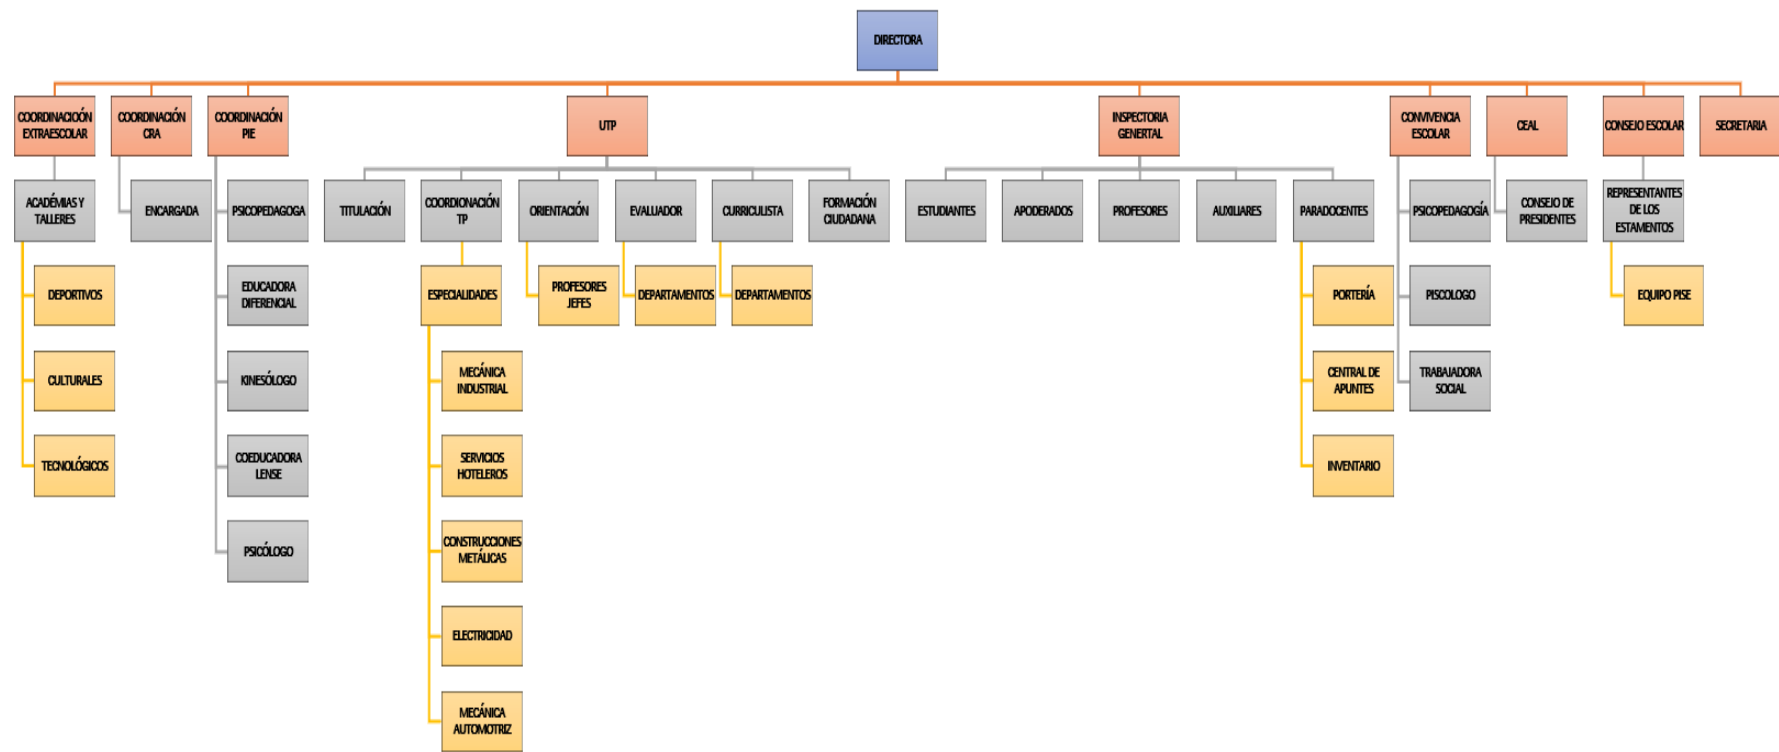 DIRECTORA
COORDINACIOÓN
EXTRAESCOLAR
COORDINACIÓN
CRA
COORDINACIÓN
PIE
UTP
INSPECTORIA
GENERTAL
CONVIVENCIA
ESCOLAR
CEAL
CONSEJO ESCOLAR
SECRETARIA
ACADÉMIAS Y
TALLERES
ENCARGADA
PSICOPEDAGOGA
TITULACIÓN
COORDIONACIÓN
TP
ORIENTACIÓN
EVALUADOR
CURRICULISTA
FORMACIÓN
CIUDADANA
ESTUDIANTES
APODERADOS
PROFESORES
AUXILIARES
PARADOCENTES
PSICOPEDAGOGÍA
CONSEJO DE
PRESIDENTES
REPRESENTANTES
DE LOS
ESTAMENTOS
DEPORTIVOS
EDUCADORA
DIFERENCIAL
ESPECIALIDADES
PROFESORES
JEFES
DEPARTAMENTOS
DEPARTAMENTOS
PORTERÍA
PISCOLOGO
EQUIPO PISE
CULTURALES
KINESÓLOGO
MECÁNICA
INDUSTRIAL
CENTRAL DE
APUNTES
TRABAJADORA
SOCIAL
TECNOLÓGICOS
COEDUCADORA
LENSE
SERVICIOS
HOTELEROS
INVENTARIO
PSICÓLOGO
CONSTRUCCIONES
METÁLICAS
ELECTRICIDAD
MECÁNICA
AUTOMOTRIZ